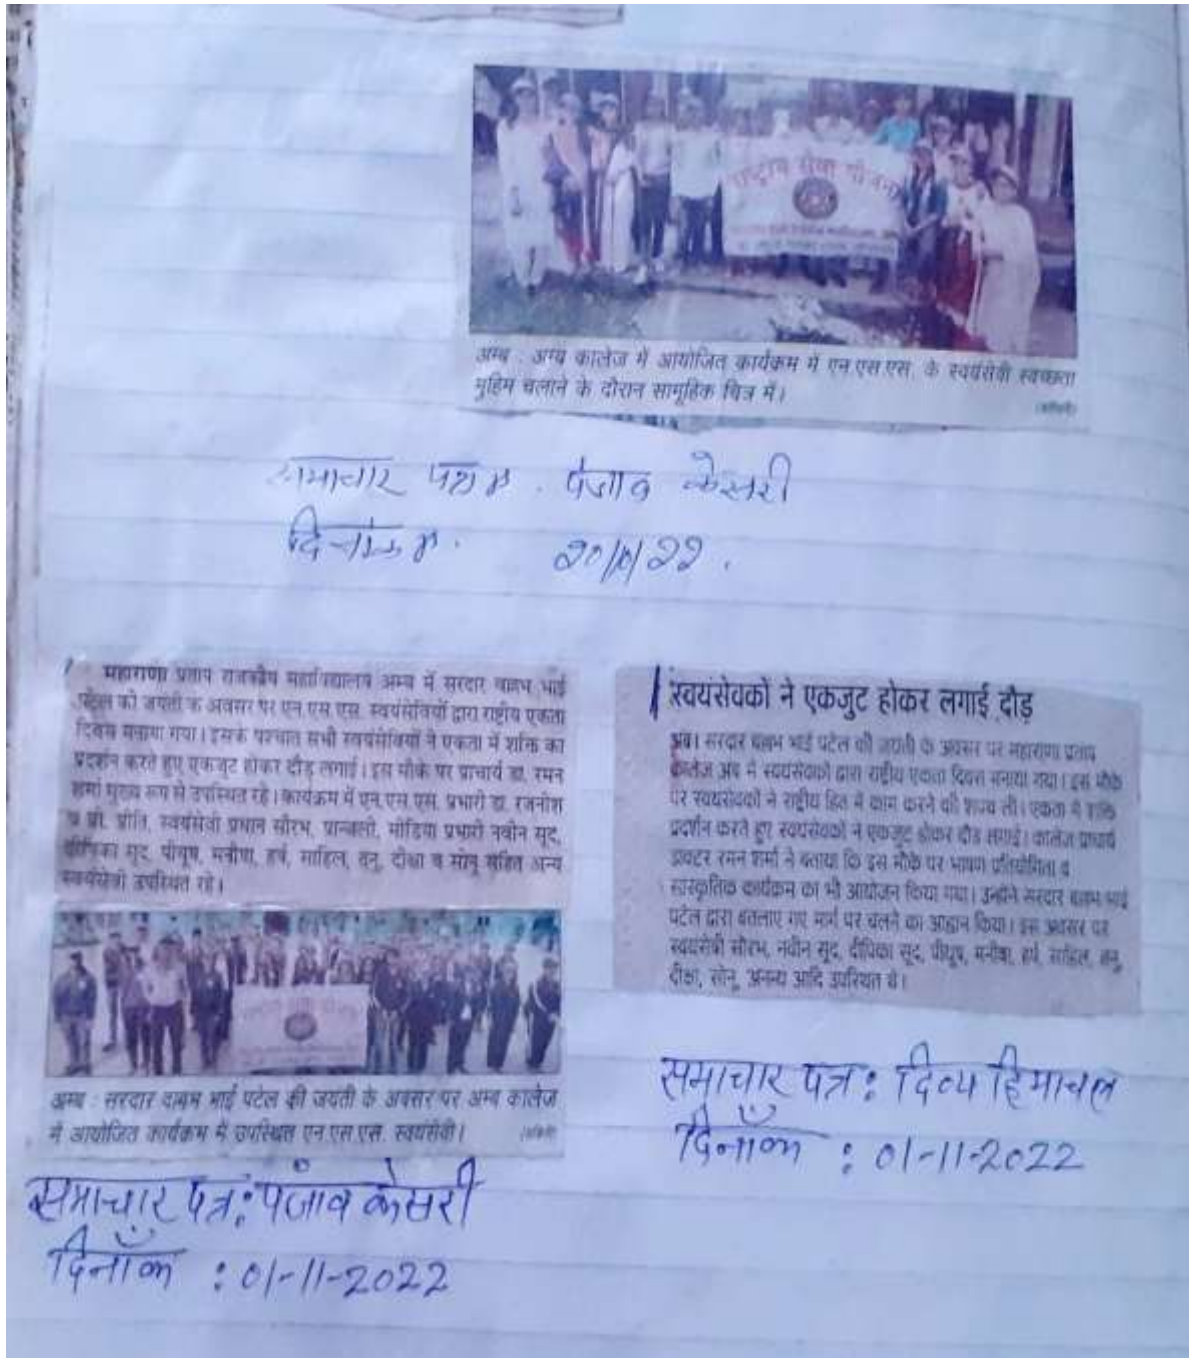 राष्ट्रीय सेवा योजना
अम्ब : अम्ब कालेज में आयोजित कार्यक्रम में एन.एस.एस. के स्वयंसेवी स्वच्छता
मुहिम चलाने के दौरान सामूहिक चित्र में।
समाचार पत्र पंजाब केसरी
दिनांक 20/10/22.
महाराणा प्रताप राजकीय महाविद्यालय अम्ब में सरदार वल्लभ भाई
पटेल की जयंती के अवसर पर एन.एस.एस. स्वयंसेवियों द्वारा राष्ट्रीय एकता
दिवस मनाया गया। इसके पश्चात सभी स्वयंसेवियों ने एकता में शक्ति का
प्रदर्शन करते हुए एकजुट होकर दौड़ लगाई। इस मौके पर प्राचार्य डा. रमन
शर्मा मुख्य रूप से उपस्थित रहे। कार्यक्रम में एन.एस.एस. प्रभारी डा. रजनीश
व प्रो. प्रीति, स्वयंसेवी प्रधान सौरभ, प्रान्जली, मीडिया प्रभारी नवीन सूद,
दीपिका सूद, पीयूष, मनीषा, हर्ष, साहिल, तनु, दीक्षा व सोनू सहित अन्य
स्वयंसेवी उपस्थित रहे।
अम्ब : सरदार वल्लभ भाई पटेल की जयंती के अवसर पर अम्ब कालेज
में आयोजित कार्यक्रम में उपस्थित एन.एस.एस. स्वयंसेवी।
समाचार पत्र : पंजाब केसरी
दिनाँक : 01-11-2022
स्वयंसेवकों ने एकजुट होकर लगाई दौड़
अंब। सरदार वल्लभ भाई पटेल की जयंती के अवसर पर महाराणा प्रताप
कॉलेज अंब में स्वयंसेवकों द्वारा राष्ट्रीय एकता दिवस मनाया गया। इस मौके
पर स्वयंसेवकों ने राष्ट्रीय हित में काम करने की शपथ ली। एकता में शक्ति
प्रदर्शन करते हुए स्वयंसेवकों ने एकजुट होकर दौड़ लगाई। कालेज प्राचार्य
डाक्टर रमन शर्मा ने बताया कि इस मौके पर भाषण प्रतियोगिता व
सांस्कृतिक कार्यक्रम का भी आयोजन किया गया। उन्होंने सरदार वल्लभ भाई
पटेल द्वारा बतलाए गए मार्ग पर चलने का आह्वान किया। इस अवसर पर
स्वयंसेवी सौरभ, नवीन सूद, दीपिका सूद, पीयूष, मनीषा, हर्ष, साहिल, तनु,
दीक्षा, सोनू, अनन्य आदि उपस्थित थे।
समाचार पत्र : दिव्य हिमाचल
दिनाँक : 01-11-2022